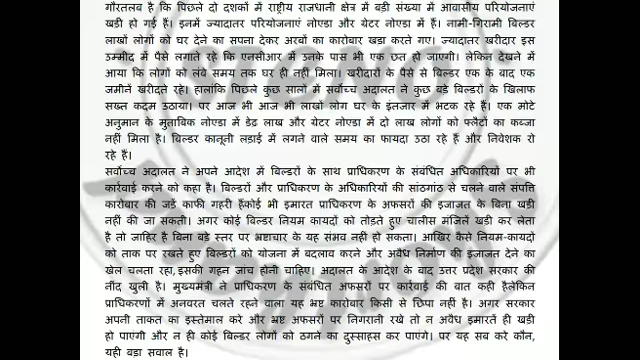 गौरतलब है कि पिछले दो दशकों में राष्ट्रीय राजधानी क्षेत्र में बड़ी संख्या में आवासीय परियोजनाएं
खड़ी हो गई हैं। इनमें ज्यादातर परियोजनाएं नोएडा और ग्रेटर नोएडा में हैं। नामी-गिरामी बिल्डर
लाखों लोगों को घर देने का सपना देकर अरबों का कारोबार खड़ा करते गए। ज्यादातर खरीदार इस
उम्मीद में पैसे लगाते रहे कि एनसीआर में उनके पास भी एक छत हो जाएगी। लेकिन देखने में
आया कि लोगों को लंबे समय तक घर ही नहीं मिला। खरीदारों के पैसे से बिल्डर एक के बाद एक
जमीनें खरीदते रहे। हालांकि पिछले कुछ सालों में सर्वोच्च अदालत ने कुछ बड़े बिल्डरों के खिलाफ
सख्त कदम उठाया। पर आज भी आज भी लाखों लोग घर के इंतजार में भटक रहे हैं। एक मोटे
अनुमान के मुताबिक नोएडा में डेढ लाख और ग्रेटर नोएडा में दो लाख लोगों को फ्लैटों का कब्जा
नहीं मिला है। बिल्डर कानूनी लड़ाई में लगने वाले समय का फायदा उठा रहे हैं और निवेशक रो
रहे हैं।
सर्वोच्च अदालत ने अपने आदेश में बिल्डरों के साथ प्राधिकरण के संबंधित अधिकारियों पर भी
कार्रवाई करने को कहा है। बिल्डरों और प्राधिकरण के अधिकारियों की सांठगांठ से चलने वाले संपत्ति
कारोबार की जड़ें काफी गहरी हैंकोई भी इमारत प्राधिकरण के अफसरों की इजाजत के बिना खड़ी
नहीं की जा सकती। अगर कोई बिल्डर नियम कायदों को तोड़ते हुए चालीस मंजिलें खड़ी कर लेता
है तो जाहिर है बिना बड़े स्तर पर भ्रष्टाचार के यह संभव नहीं हो सकता। आखिर कैसे नियम-कायदों
को ताक पर रखते हुए बिल्डरों को योजना में बदलाव करने और अवैध निर्माण की इजाजत देने का
खेल चलता रहा,इसकी गहन जांच होनी चाहिए। अदालत के आदेश के बाद उत्तर प्रदेश सरकार की
नींद खुली है। मुख्यमंत्री ने प्राधिकरण के संबंधित अफसरों पर कार्रवाई की बात कही हैलेकिन
प्राधिकरणों में अनवरत चलते रहने वाला यह भ्रष्ट कारोबार किसी से छिपा नहीं है। अगर सरकार
अपनी ताकत का इस्तेमाल करे और भ्रष्ट अफसरों पर निगरानी रखे तो न अवैध इमारतें ही खड़ी
हो पाएंगी और न ही कोई बिल्डर लोगों को ठगने का दुस्साहस कर पाएंगे। पर यह सब करे कौन,
यही बड़ा सवाल है।